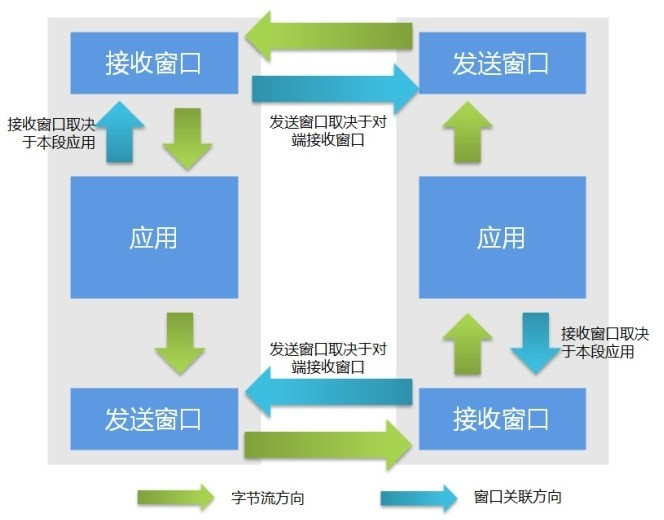 接收窗口
发送窗口
接收窗口取决
于本段应用
发送窗口取决于对
端接收窗口
应用
应用
发送窗口取决于对
端接收窗口
接收窗口取决
于本段应用
发送窗口
接收窗口
字节流方向
窗口关联方向